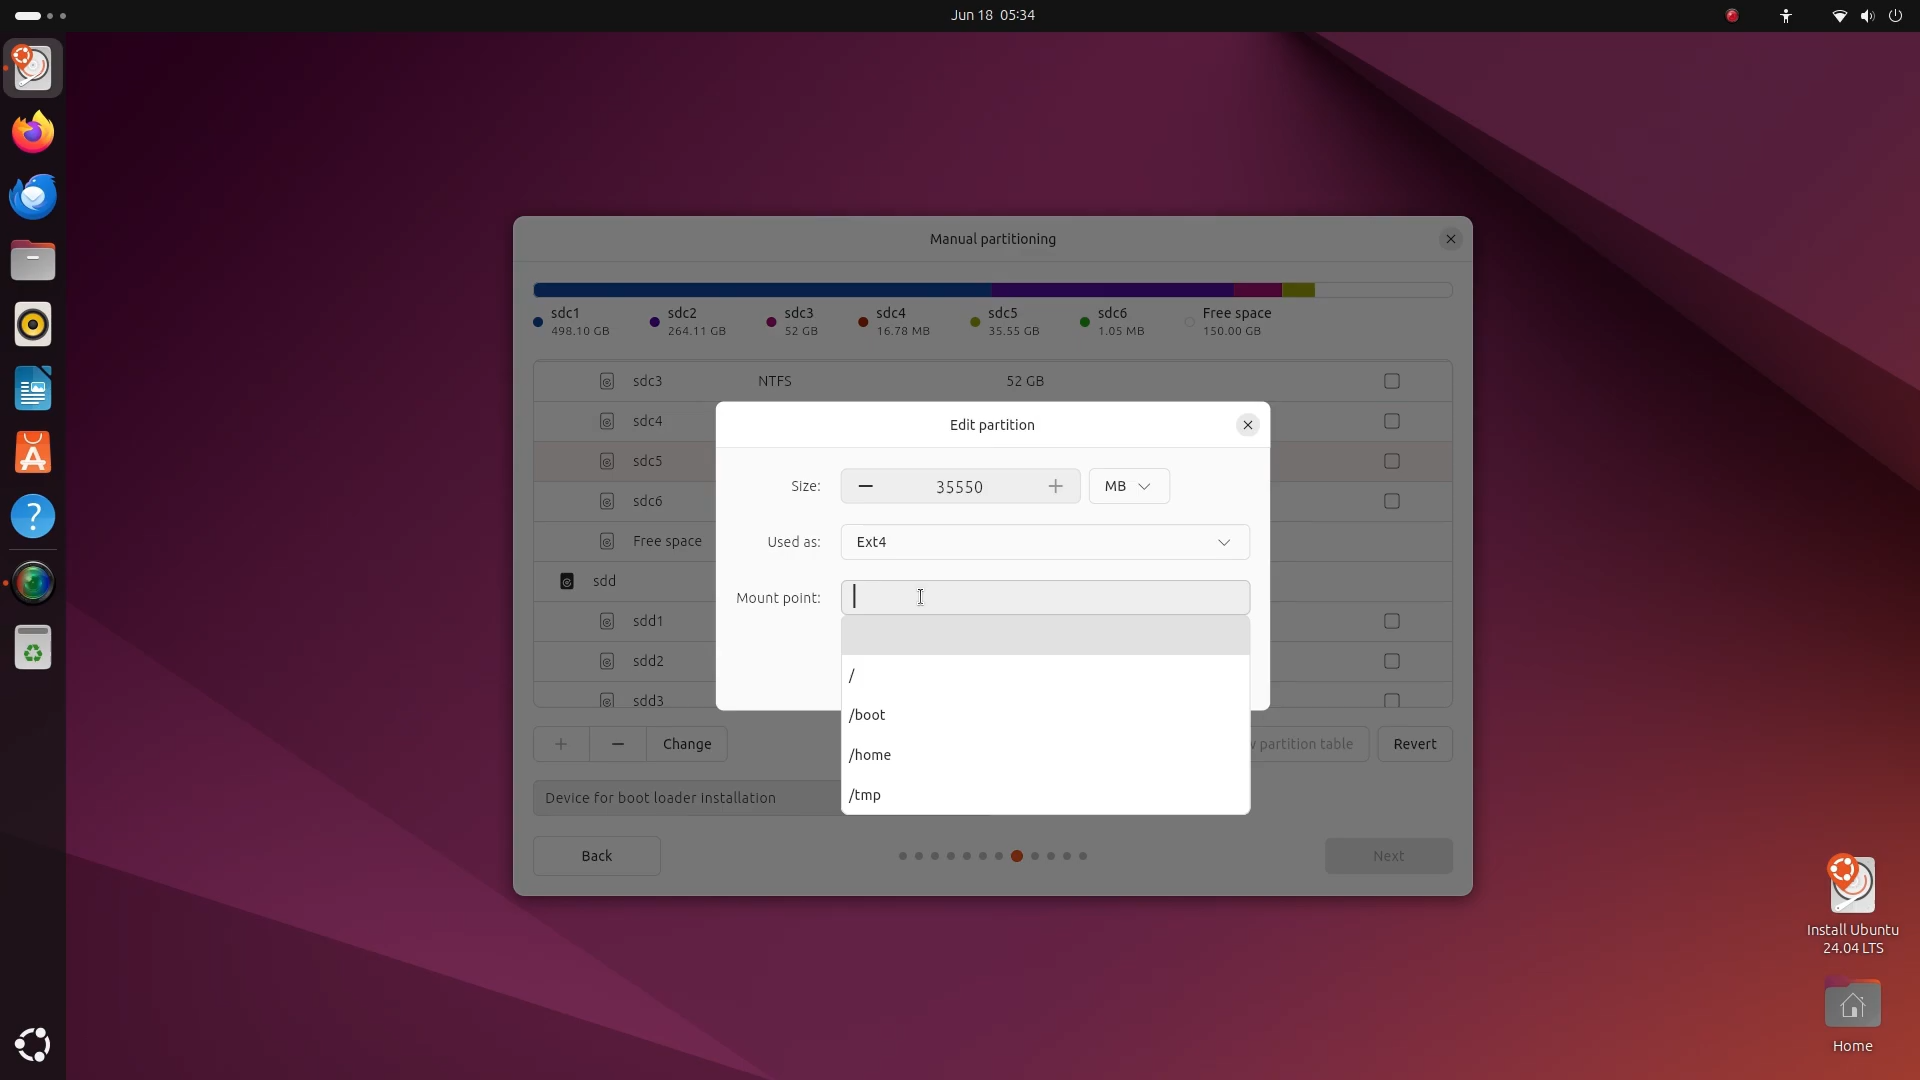 Jun 18 05:34
Manual partitioning
sdc1 sdc2 sdc3 sdc4 sdc5 sdc6 Free space
498.10 GB 264.11 GB 52 GB 16.78 MB 35.55 GB 1.05 MB 150.00 GB
sdc3 NTFS 52 GB
sdc4
sdc5
sdc6
Free space
sdd
sdd1
sdd2
sdd3
Edit partition
Size: 35550 MB
Used as: Ext4
Mount point:
/
/boot
/home
/tmp
+ − Change
partition table Revert
Device for boot loader installation
Back Next
Install Ubuntu
24.04 LTS
Home